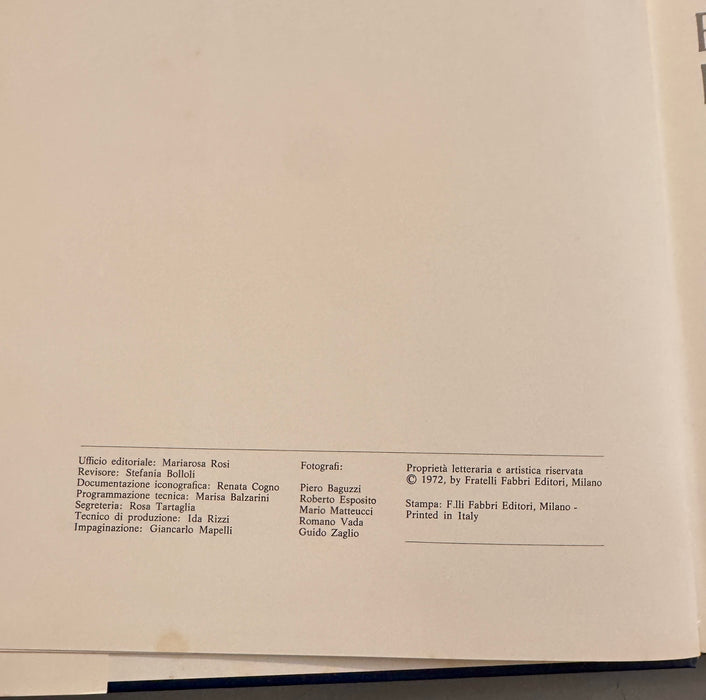 Ufficio editoriale: Mariarosa Rosi
Revisore: Stefania Bolloli
Documentazione iconografica: Renata Cogno
Programmazione tecnica: Marisa Balzarini
Segreteria: Rosa Tartaglia
Tecnico di produzione: Ida Rizzi
Impaginazione: Giancarlo Mapelli
Fotografi:
Piero Baguzzi
Roberto Esposito
Mario Matteucci
Romano Vada
Guido Zaglio
Proprietà letteraria e artistica riservata
© 1972, by Fratelli Fabbri Editori, Milano
Stampa: F.lli Fabbri Editori, Milano -
Printed in Italy